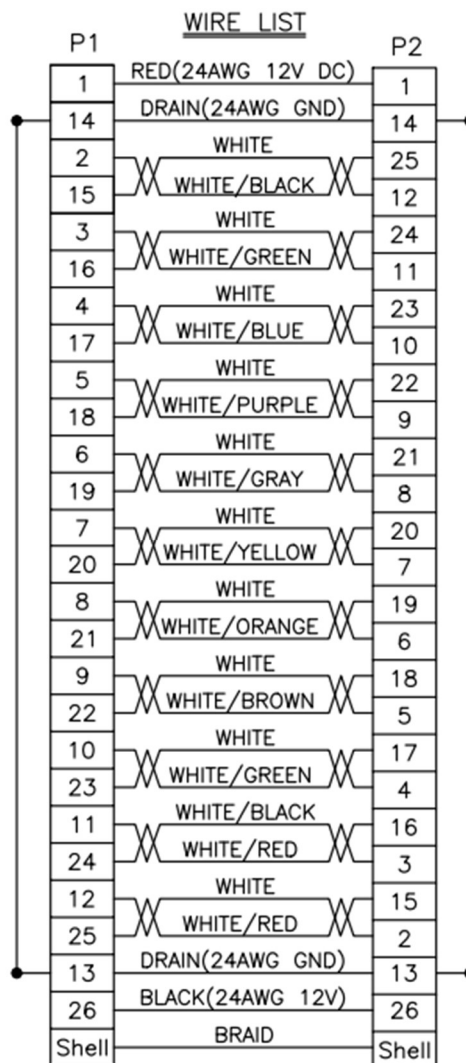 WIRE LIST
P1 P2
1 RED(24AWG 12V DC) 1
14 DRAIN(24AWG GND) 14
2 WHITE 25
15 WHITE/BLACK 12
3 WHITE 24
16 WHITE/GREEN 11
4 WHITE 23
17 WHITE/BLUE 10
5 WHITE 22
18 WHITE/PURPLE 9
6 WHITE 21
19 WHITE/GRAY 8
7 WHITE 20
20 WHITE/YELLOW 7
8 WHITE 19
21 WHITE/ORANGE 6
9 WHITE 18
22 WHITE/BROWN 5
10 WHITE 17
23 WHITE/GREEN 4
11 WHITE/BLACK 16
24 WHITE/RED 3
12 WHITE 15
25 WHITE/RED 2
13 DRAIN(24AWG GND) 13
26 BLACK(24AWG 12V) 26
Shell BRAID Shell